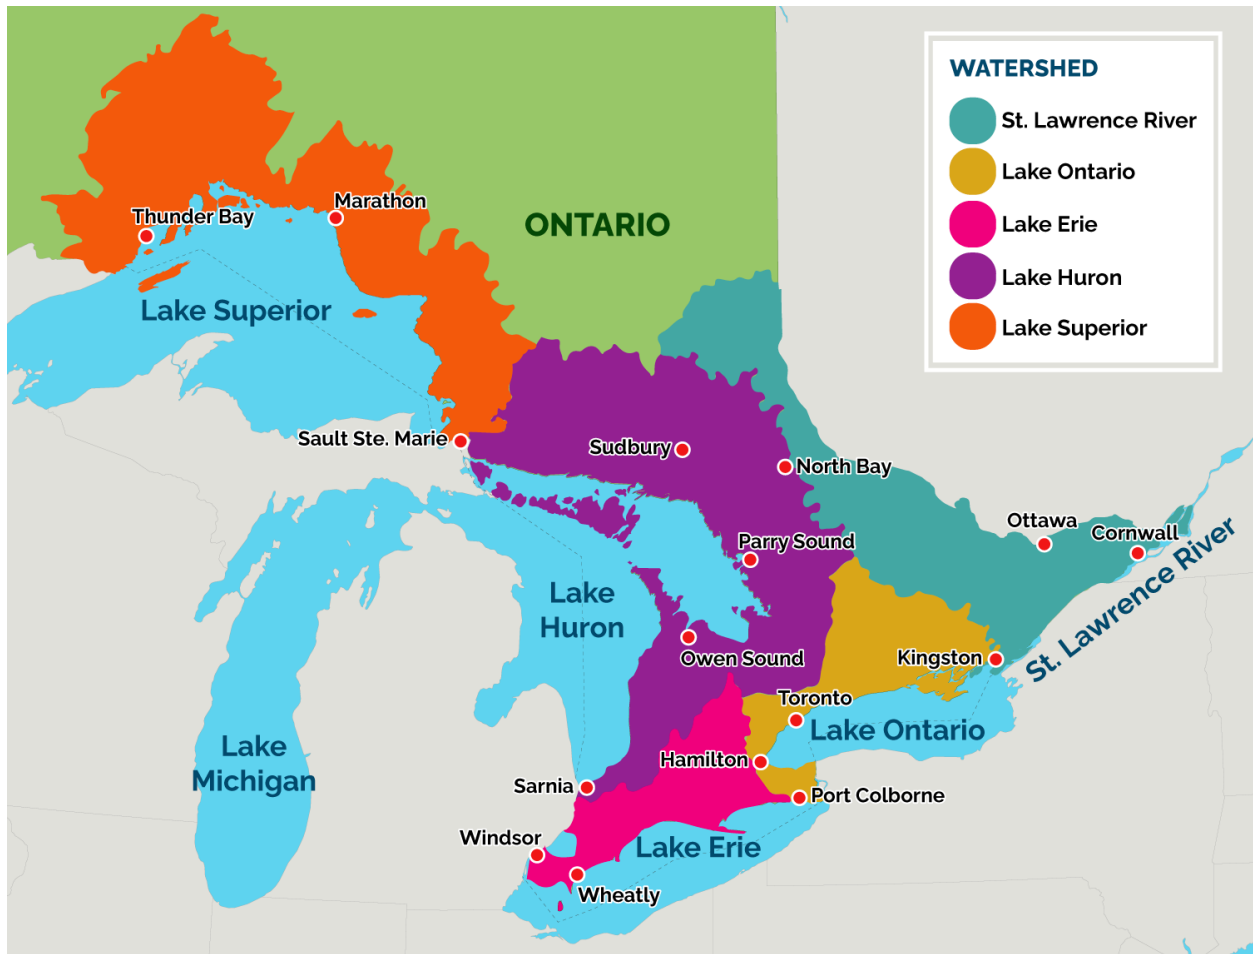 WATERSHED
St. Lawrence River
Lake Ontario
Lake Erie
Lake Huron
Lake Superior
Marathon
Thunder Bay
ONTARIO
Lake Superior
Sault Ste. Marie
Sudbury
North Bay
Ottawa
Cornwall
Parry Sound
St. Lawrence River
Lake
Huron
Owen Sound
Kingston
Toronto
Lake Ontario
Lake
Michigan
Hamilton
Sarnia
Port Colborne
Windsor
Lake Erie
Wheatly